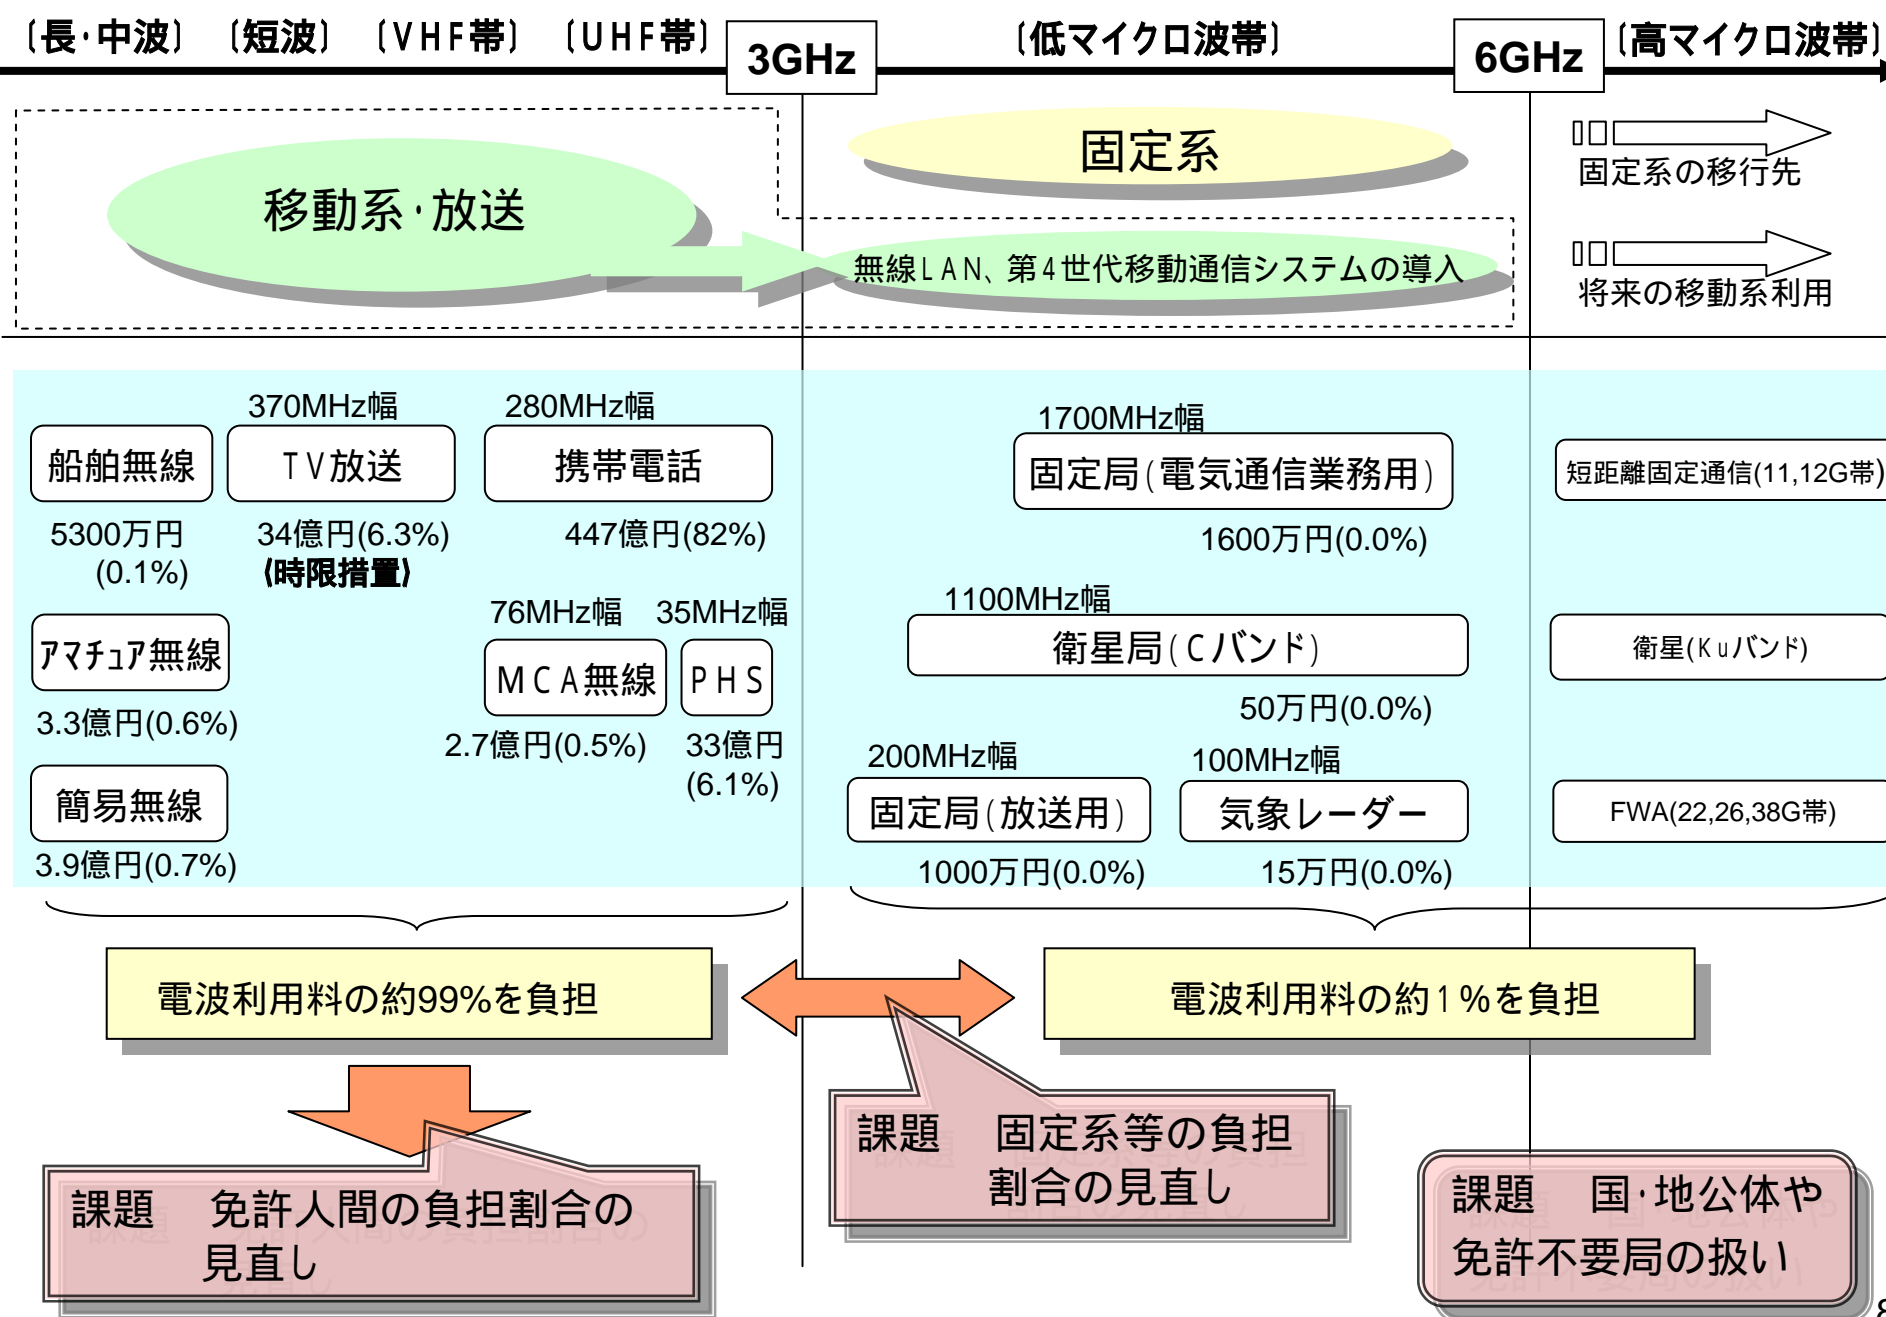 〔長・中波〕 〔短波〕 〔VHF帯〕 〔UHF帯〕 3GHz 〔低マイクロ波帯〕 6GHz 〔高マイクロ波帯〕
固定系
移動系・放送
無線LAN、第4世代移動通信システムの導入
固定系の移行先
将来の移動系利用
370MHz幅 280MHz幅 1700MHz幅
船舶無線 TV放送 携帯電話 固定局(電気通信業務用) 短距離固定通信(11,12G帯)
5300万円 34億円(6.3%) 447億円(82%) 1600万円(0.0%)
(0.1%) (時限措置)
76MHz幅 35MHz幅 1100MHz幅
アマチュア無線 MCA無線 PHS 衛星局(Cバンド) 衛星(Kuバンド)
3.3億円(0.6%) 2.7億円(0.5%) 33億円 50万円(0.0%)
(6.1%)
200MHz幅 100MHz幅
簡易無線 固定局(放送用) 気象レーダー FWA(22,26,38G帯)
3.9億円(0.7%) 1000万円(0.0%) 15万円(0.0%)
電波利用料の約99%を負担 電波利用料の約1%を負担
課題 固定系等の負担
割合の見直し
課題 免許人間の負担割合の
見直し
課題 国・地公体や
免許不要局の扱い